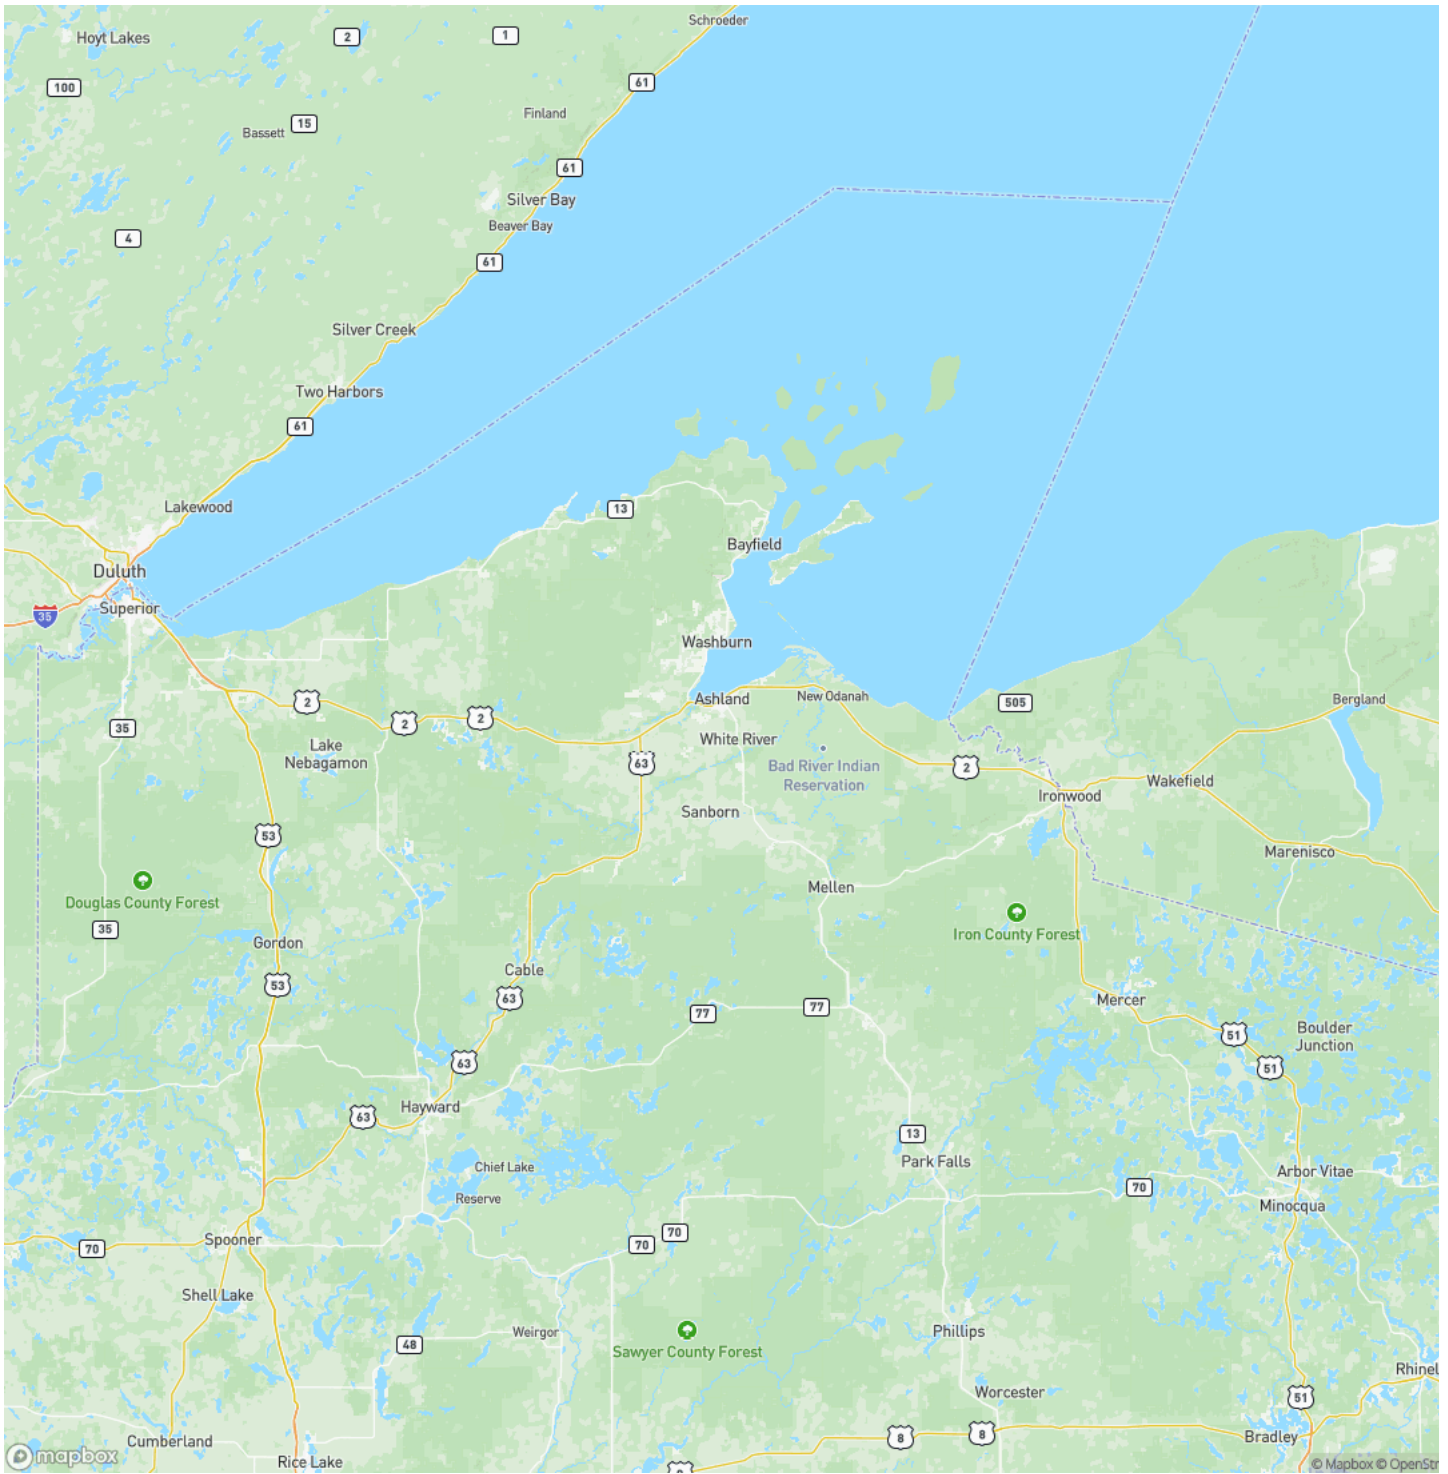 Schroeder
Hoyt Lakes
2
1
61
100
Finland
15
Bassett
61
Silver Bay
Beaver Bay
4
61
Silver Creek
Two Harbors
61
Lakewood
13
Bayfield
Duluth
Superior
35
Washburn
Ashland
New Odanah
505
Bergland
2
2
2
35
Lake
Nebagamon
White River
63
Bad River Indian
Reservation
2
Wakefield
Ironwood
Sanborn
53
Marenisco
Mellen
Douglas County Forest
35
Iron County Forest
Gordon
Cable
53
63
Mercer
77
77
51
Boulder
Junction
63
51
Hayward
63
13
Park Falls
Chief Lake
Arbor Vitae
Reserve
70
Minocqua
Spooner
70
70
70
Shell Lake
Weirgor
Phillips
48
Sawyer County Forest
Rhinel
Worcester
51
Cumberland
8
8
Bradley
mapbox
Rice Lake
© Mapbox © OpenStr